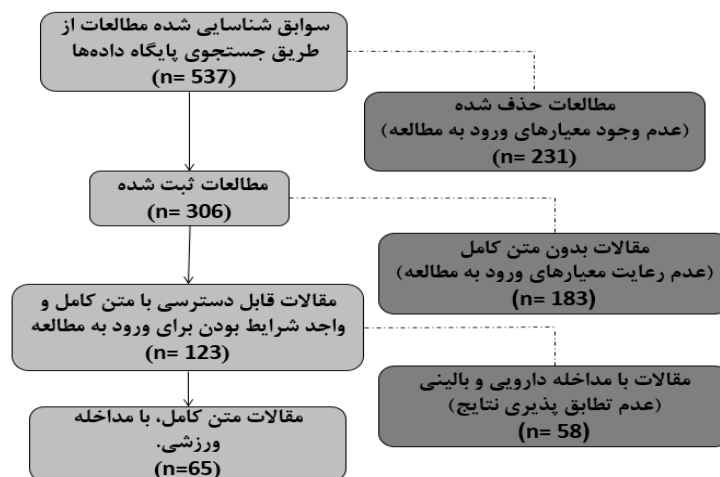 سوابق شناسایی شده مطالعات از
طریق جستجوی پایگاه داده‌ها
(n= 537)
مطالعات حذف شده
(عدم وجود معیارهای ورود به مطالعه)
(n= 231)
مطالعات ثبت شده
(n= 306)
مقالات بدون متن کامل
(عدم رعایت معیارهای ورود به مطالعه)
(n= 183)
مقالات قابل دسترسی با متن کامل و
واجد شرایط بودن برای ورود به مطالعه
(n= 123)
مقالات با مداخله دارویی و بالینی
(عدم تطابق پذیری نتایج)
(n= 58)
مقالات متن کامل، با مداخله
ورزشی.
(n=65)